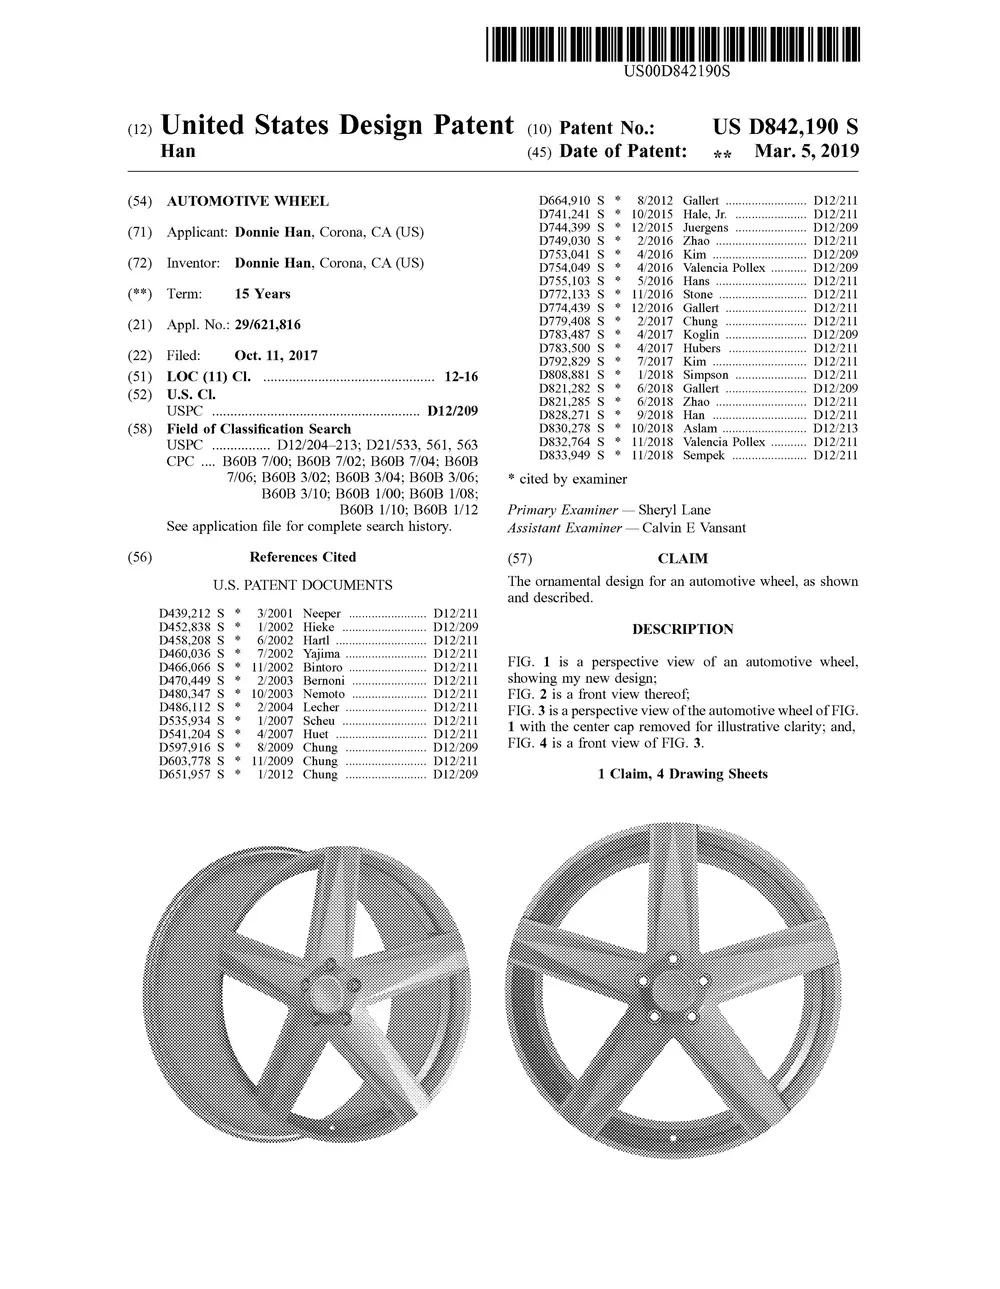 US00D842190S
(12) United States Design Patent
Han
(10) Patent No.: US D842,190 S
(45) Date of Patent: ** Mar. 5, 2019
(54) AUTOMOTIVE WHEEL
(71) Applicant: Donnie Han, Corona, CA (US)
(72) Inventor: Donnie Han, Corona, CA (US)
(**) Term: 15 Years
(21) Appl. No.: 29/621,816
(22) Filed: Oct. 11, 2017
(51) LOC (11) Cl. ............................................... 12-16
(52) U.S. Cl.
USPC ......................................................... D12/209
(58) Field of Classification Search
USPC ................ D12/204–213; D21/533, 561, 563
CPC .... B60B 7/00; B60B 7/02; B60B 7/04; B60B
7/06; B60B 3/02; B60B 3/04; B60B 3/06;
B60B 3/10; B60B 1/00; B60B 1/08;
B60B 1/10; B60B 1/12
See application file for complete search history.
(56) References Cited
U.S. PATENT DOCUMENTS
D439,212 S * 3/2001 Neeper ........................ D12/211
D452,838 S * 1/2002 Hieke .......................... D12/209
D458,208 S * 6/2002 Hartl ............................ D12/211
D460,036 S * 7/2002 Yajima ......................... D12/211
D466,066 S * 11/2002 Bintoro ........................ D12/211
D470,449 S * 2/2003 Bernoni ........................ D12/211
D480,347 S * 10/2003 Nemoto ....................... D12/211
D486,112 S * 2/2004 Lecher ......................... D12/211
D535,934 S * 1/2007 Scheu .......................... D12/211
D541,204 S * 4/2007 Huet ............................ D12/211
D597,916 S * 8/2009 Chung ......................... D12/209
D603,778 S * 11/2009 Chung ......................... D12/211
D651,957 S * 1/2012 Chung ......................... D12/209
D664,910 S * 8/2012 Gallert ......................... D12/211
D741,241 S * 10/2015 Hale, Jr. ...................... D12/211
D744,399 S * 12/2015 Juergens ...................... D12/209
D749,030 S * 2/2016 Zhao ............................ D12/211
D753,041 S * 4/2016 Kim ............................. D12/209
D754,049 S * 4/2016 Valencia Pollex ........... D12/209
D755,103 S * 5/2016 Hans ............................ D12/211
D772,133 S * 11/2016 Stone ........................... D12/211
D774,439 S * 12/2016 Gallert ......................... D12/211
D779,408 S * 2/2017 Chung ......................... D12/211
D783,487 S * 4/2017 Koglin ......................... D12/209
D783,500 S * 4/2017 Hubers ........................ D12/211
D792,829 S * 7/2017 Kim ............................. D12/211
D808,881 S * 1/2018 Simpson ...................... D12/211
D821,282 S * 6/2018 Gallert ......................... D12/209
D821,285 S * 6/2018 Zhao ............................ D12/211
D828,271 S * 9/2018 Han ............................. D12/211
D830,278 S * 10/2018 Aslam .......................... D12/213
D832,764 S * 11/2018 Valencia Pollex ........... D12/211
D833,949 S * 11/2018 Sempek ....................... D12/211
* cited by examiner
Primary Examiner — Sheryl Lane
Assistant Examiner — Calvin E Vansant
(57) CLAIM
The ornamental design for an automotive wheel, as shown
and described.
DESCRIPTION
FIG. 1 is a perspective view of an automotive wheel,
showing my new design;
FIG. 2 is a front view thereof;
FIG. 3 is a perspective view of the automotive wheel of FIG.
1 with the center cap removed for illustrative clarity; and,
FIG. 4 is a front view of FIG. 3.
1 Claim, 4 Drawing Sheets